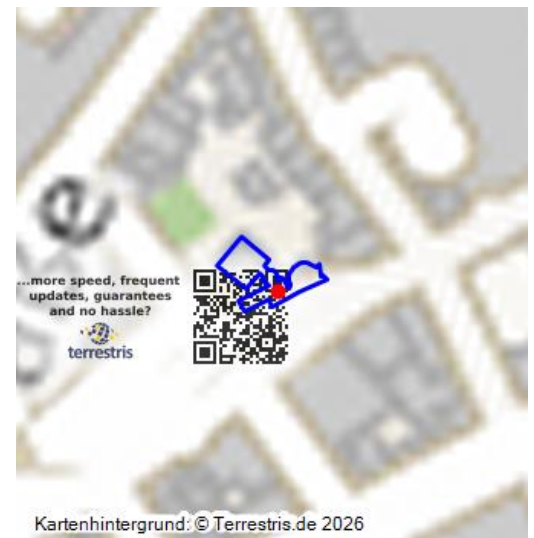 e
...more speed, frequent
updates, guarantees
and no hassle?
terrestris
Kartenhintergrund: © Terrestris.de 2026